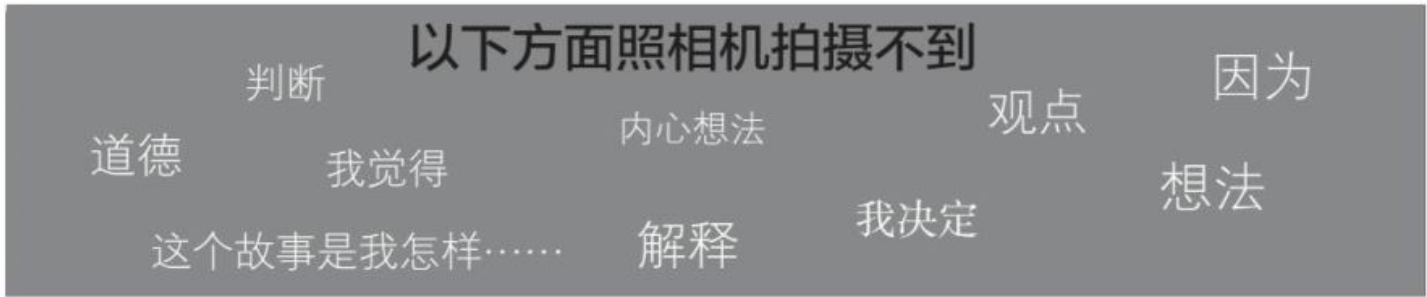 以下方面照相机拍摄不到
判断
因为
观点
内心想法
道德
我觉得
想法
我决定
这个故事是我怎样……
解释